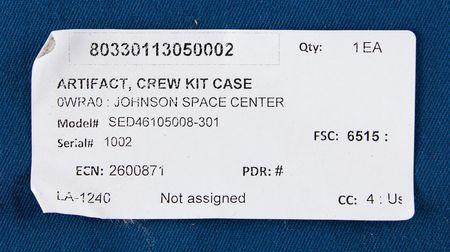 80330113050002 Qty: 1EA
ARTIFACT, CREW KIT CASE
0WRA0 : JOHNSON SPACE CENTER
Model# SED46105008-301
Serial# 1002 FSC: 6515 :
ECN: 2600871 PDR: #
LA-1240 Not assigned CC: 4 : Us